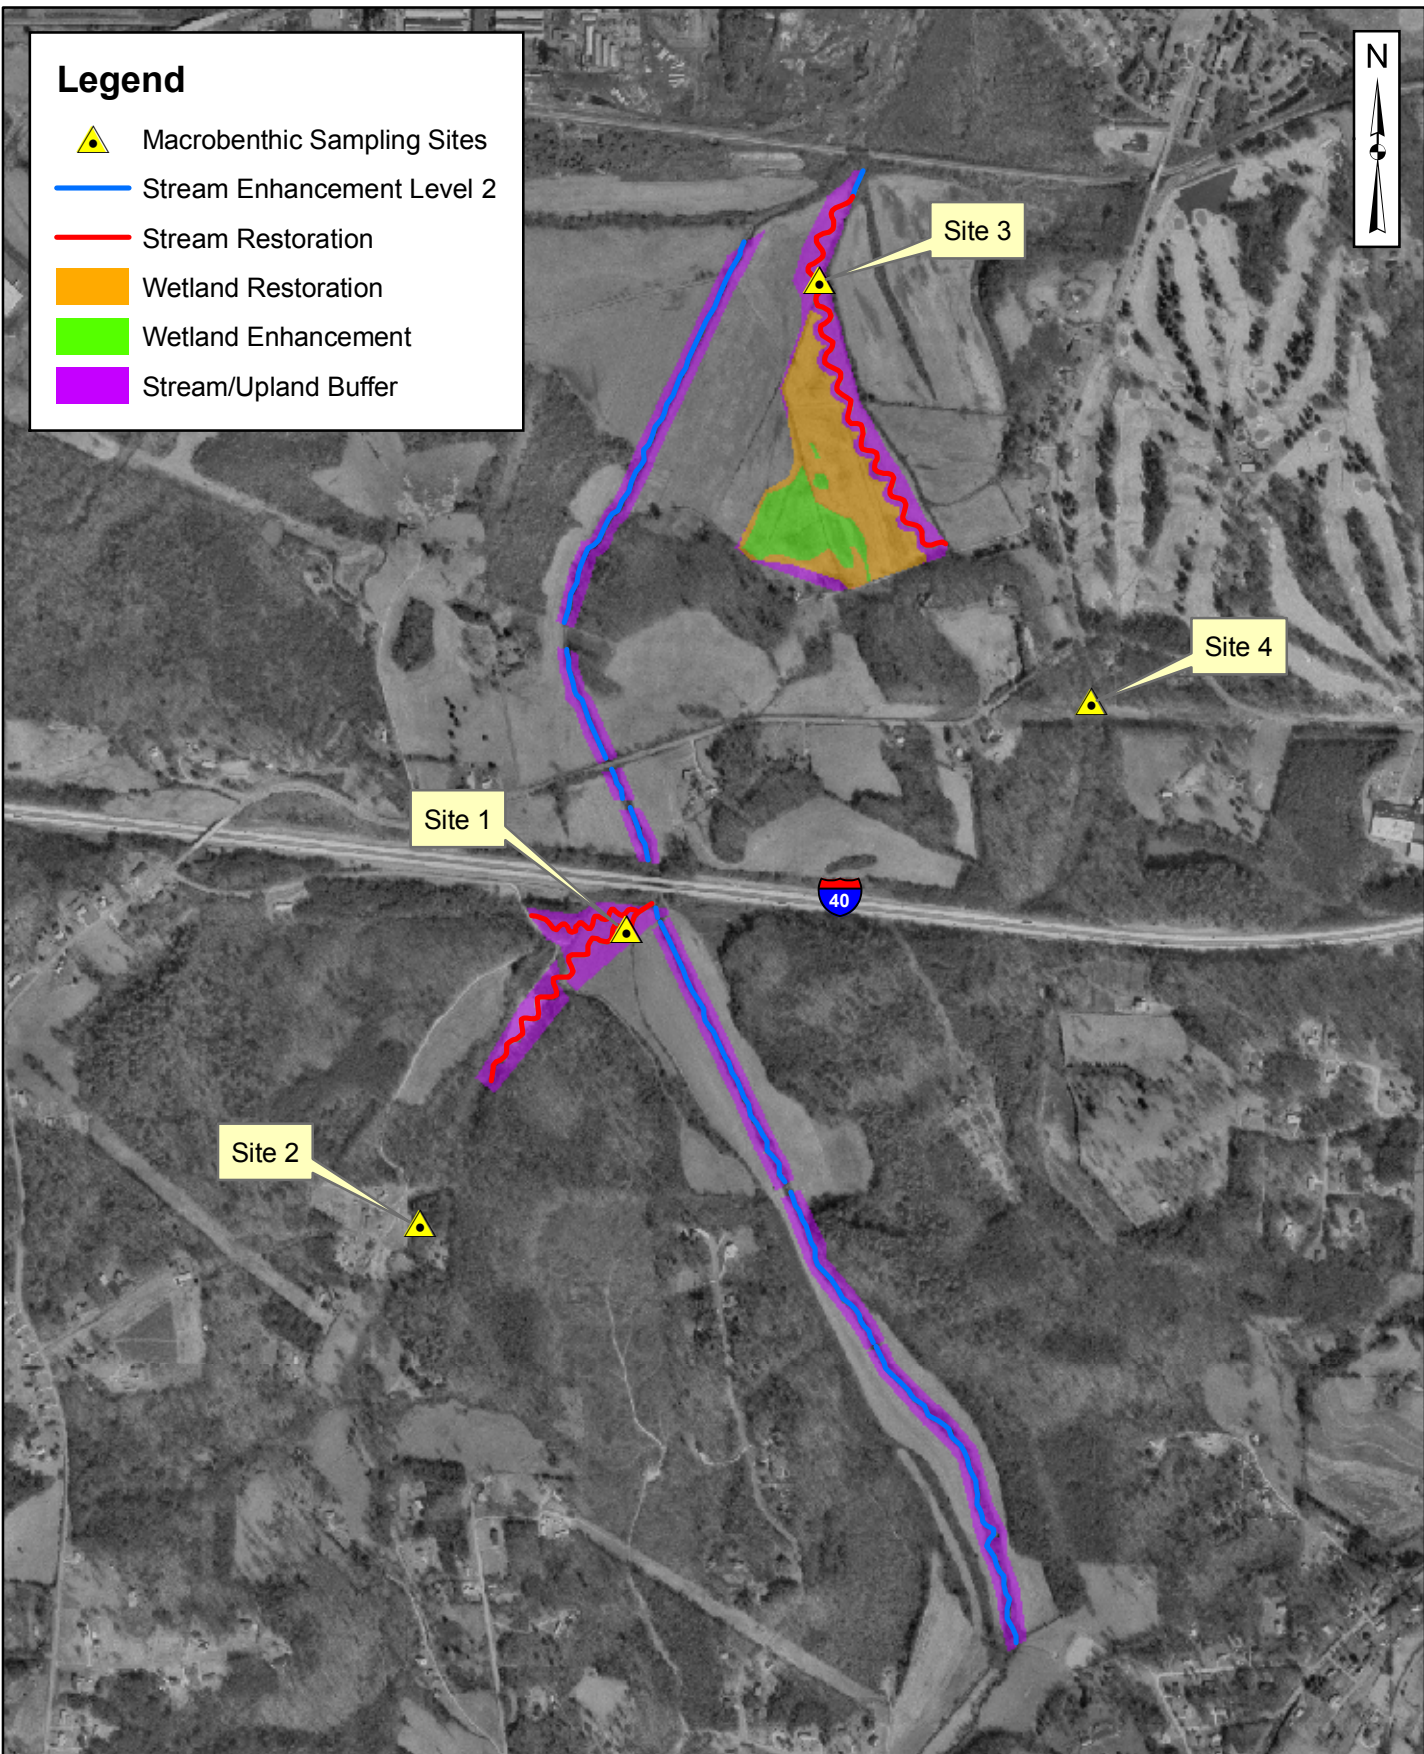 Legend
Macrobenthic Sampling Sites
Stream Enhancement Level 2
Stream Restoration
Wetland Restoration
Wetland Enhancement
Stream/Upland Buffer
N
Site 3
Site 4
Site 1
40
Site 2